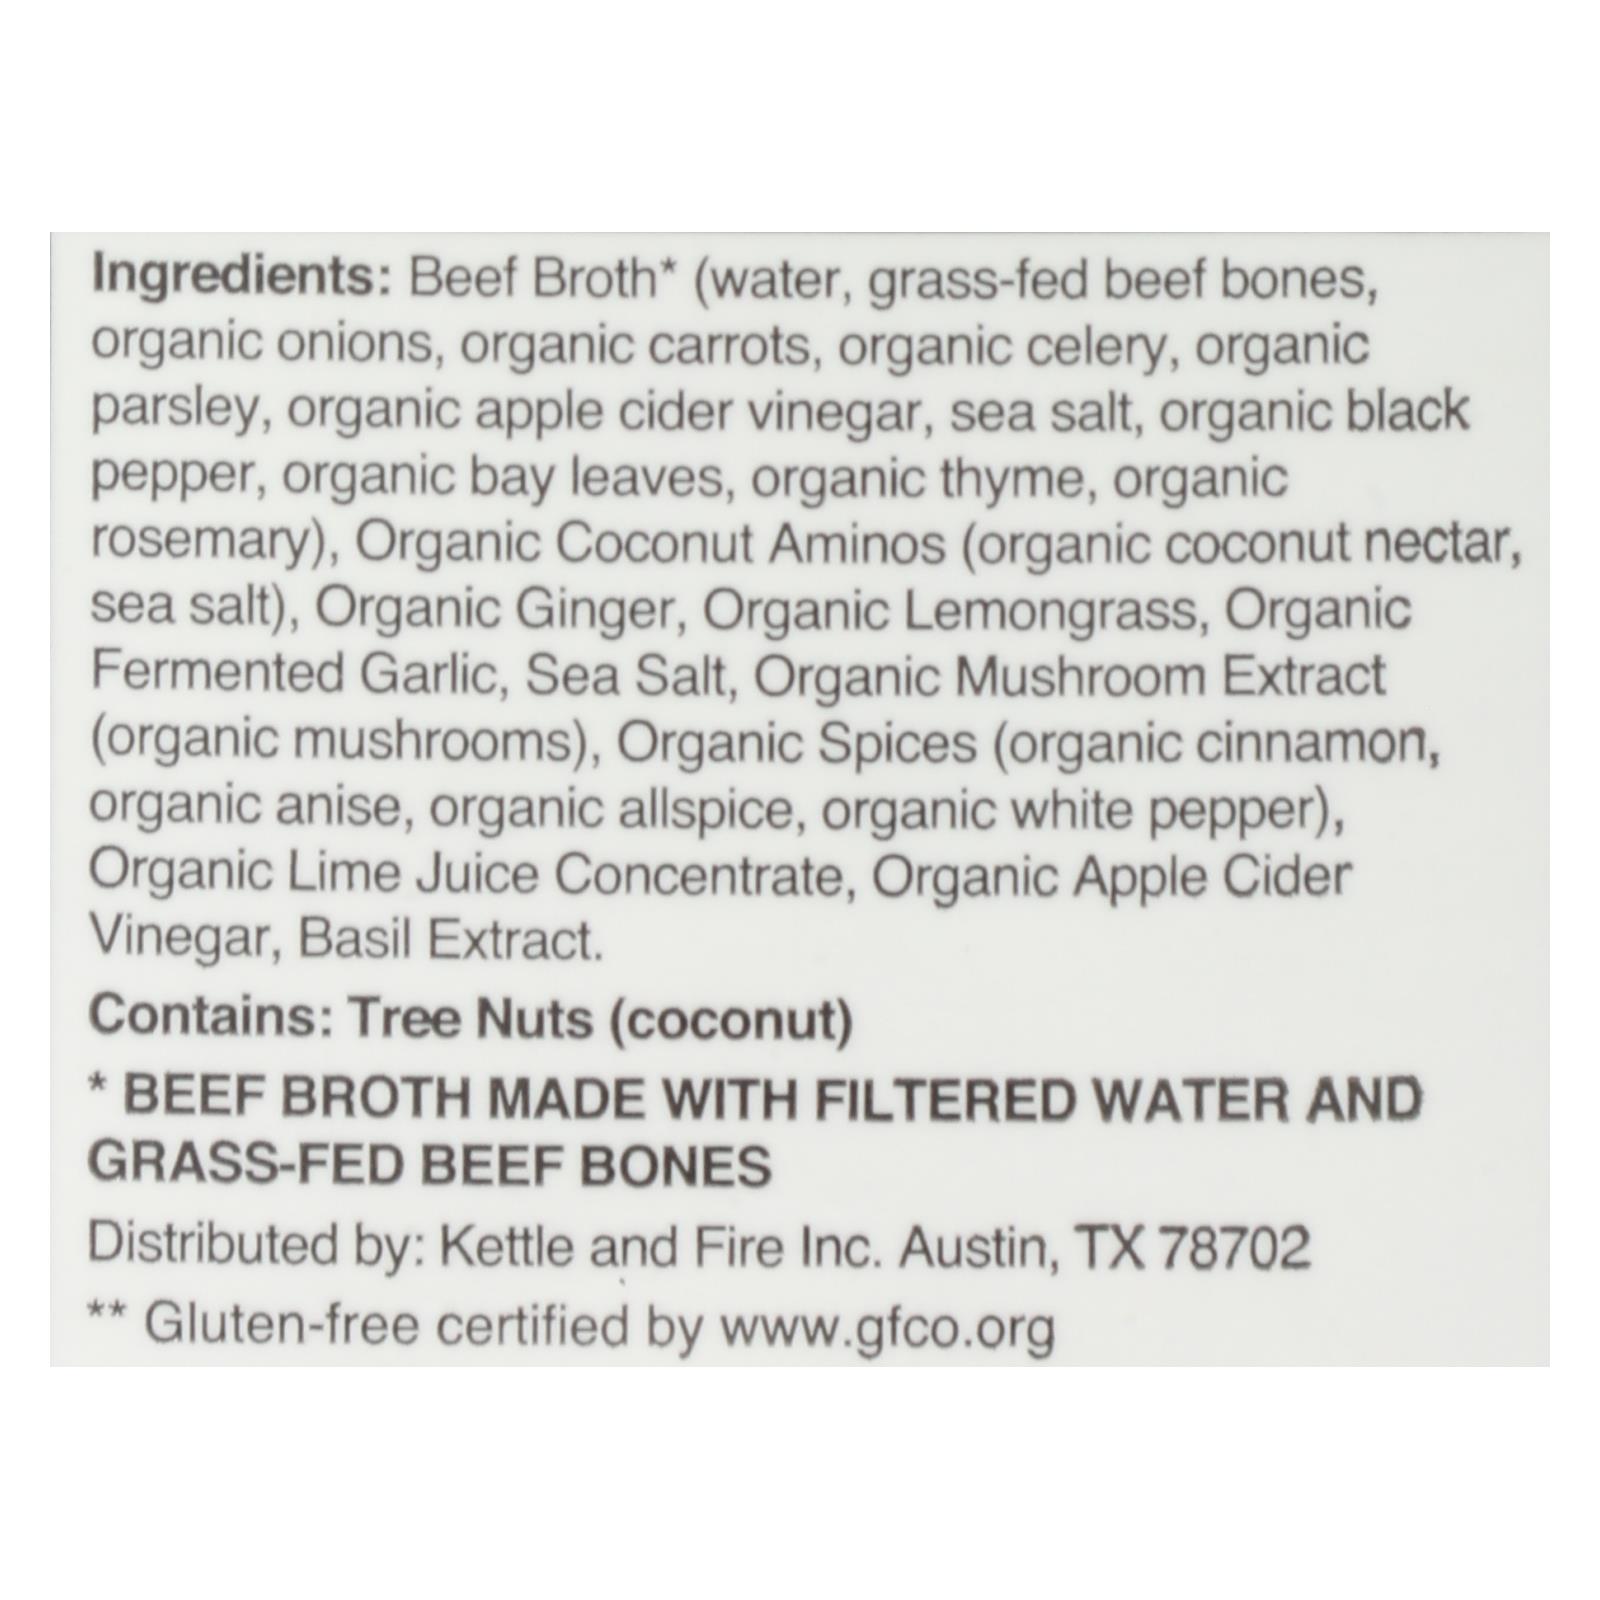 Ingredients: Beef Broth* (water, grass-fed beef bones,
organic onions, organic carrots, organic celery, organic
parsley, organic apple cider vinegar, sea salt, organic black
pepper, organic bay leaves, organic thyme, organic
rosemary), Organic Coconut Aminos (organic coconut nectar,
sea salt), Organic Ginger, Organic Lemongrass, Organic
Fermented Garlic, Sea Salt, Organic Mushroom Extract
(organic mushrooms), Organic Spices (organic cinnamon,
organic anise, organic allspice, organic white pepper),
Organic Lime Juice Concentrate, Organic Apple Cider
Vinegar, Basil Extract.
Contains: Tree Nuts (coconut)
* BEEF BROTH MADE WITH FILTERED WATER AND
GRASS-FED BEEF BONES
Distributed by: Kettle and Fire Inc. Austin, TX 78702
** Gluten-free certified by www.gfco.org